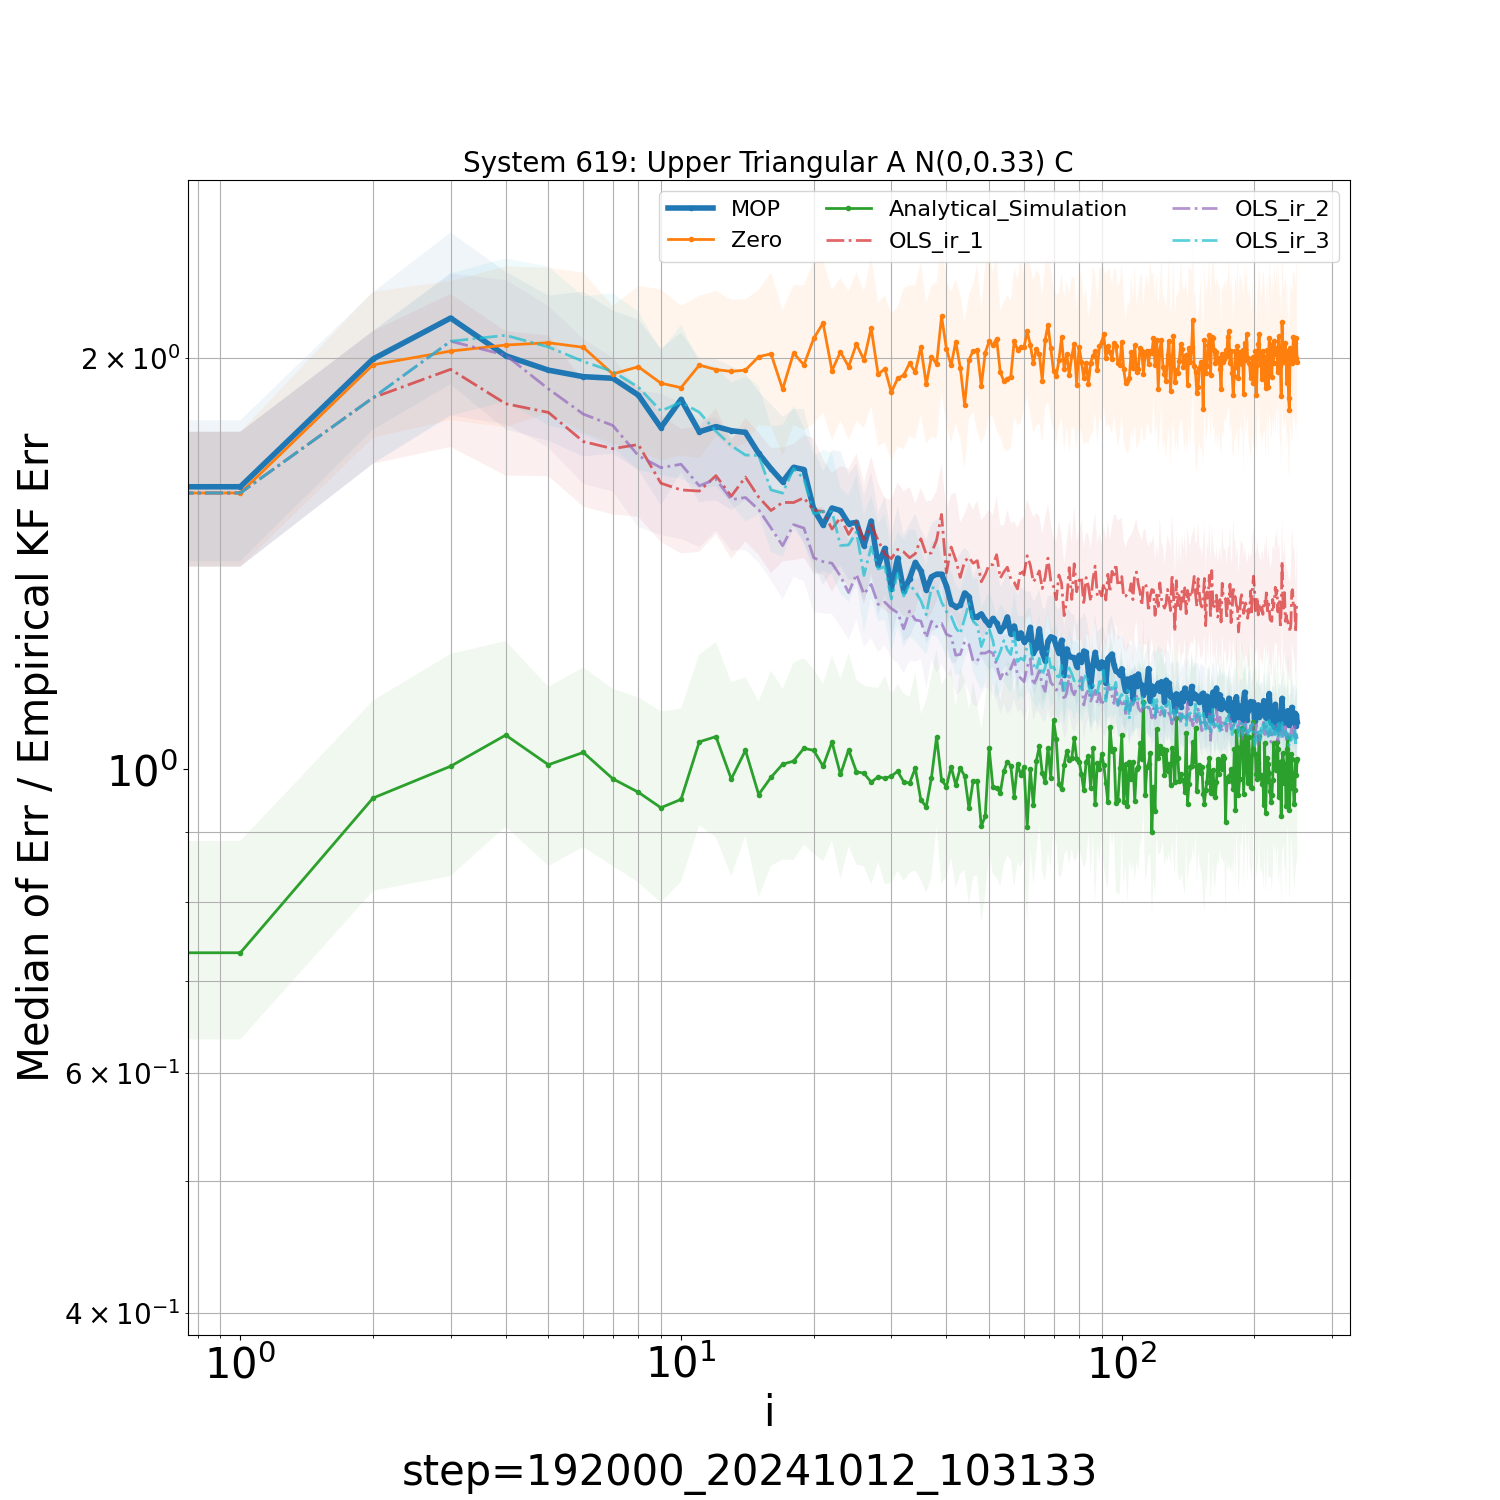 System 619: Upper Triangular A N(0,0.33) C
MOP
Zero
Analytical_Simulation
OLS_ir_1
OLS_ir_2
OLS_ir_3
Median of Err / Empirical KF Err
2 × 10⁰
10⁰
6 × 10⁻¹
4 × 10⁻¹
10⁰ 10¹ 10²
i
step=192000_20241012_103133